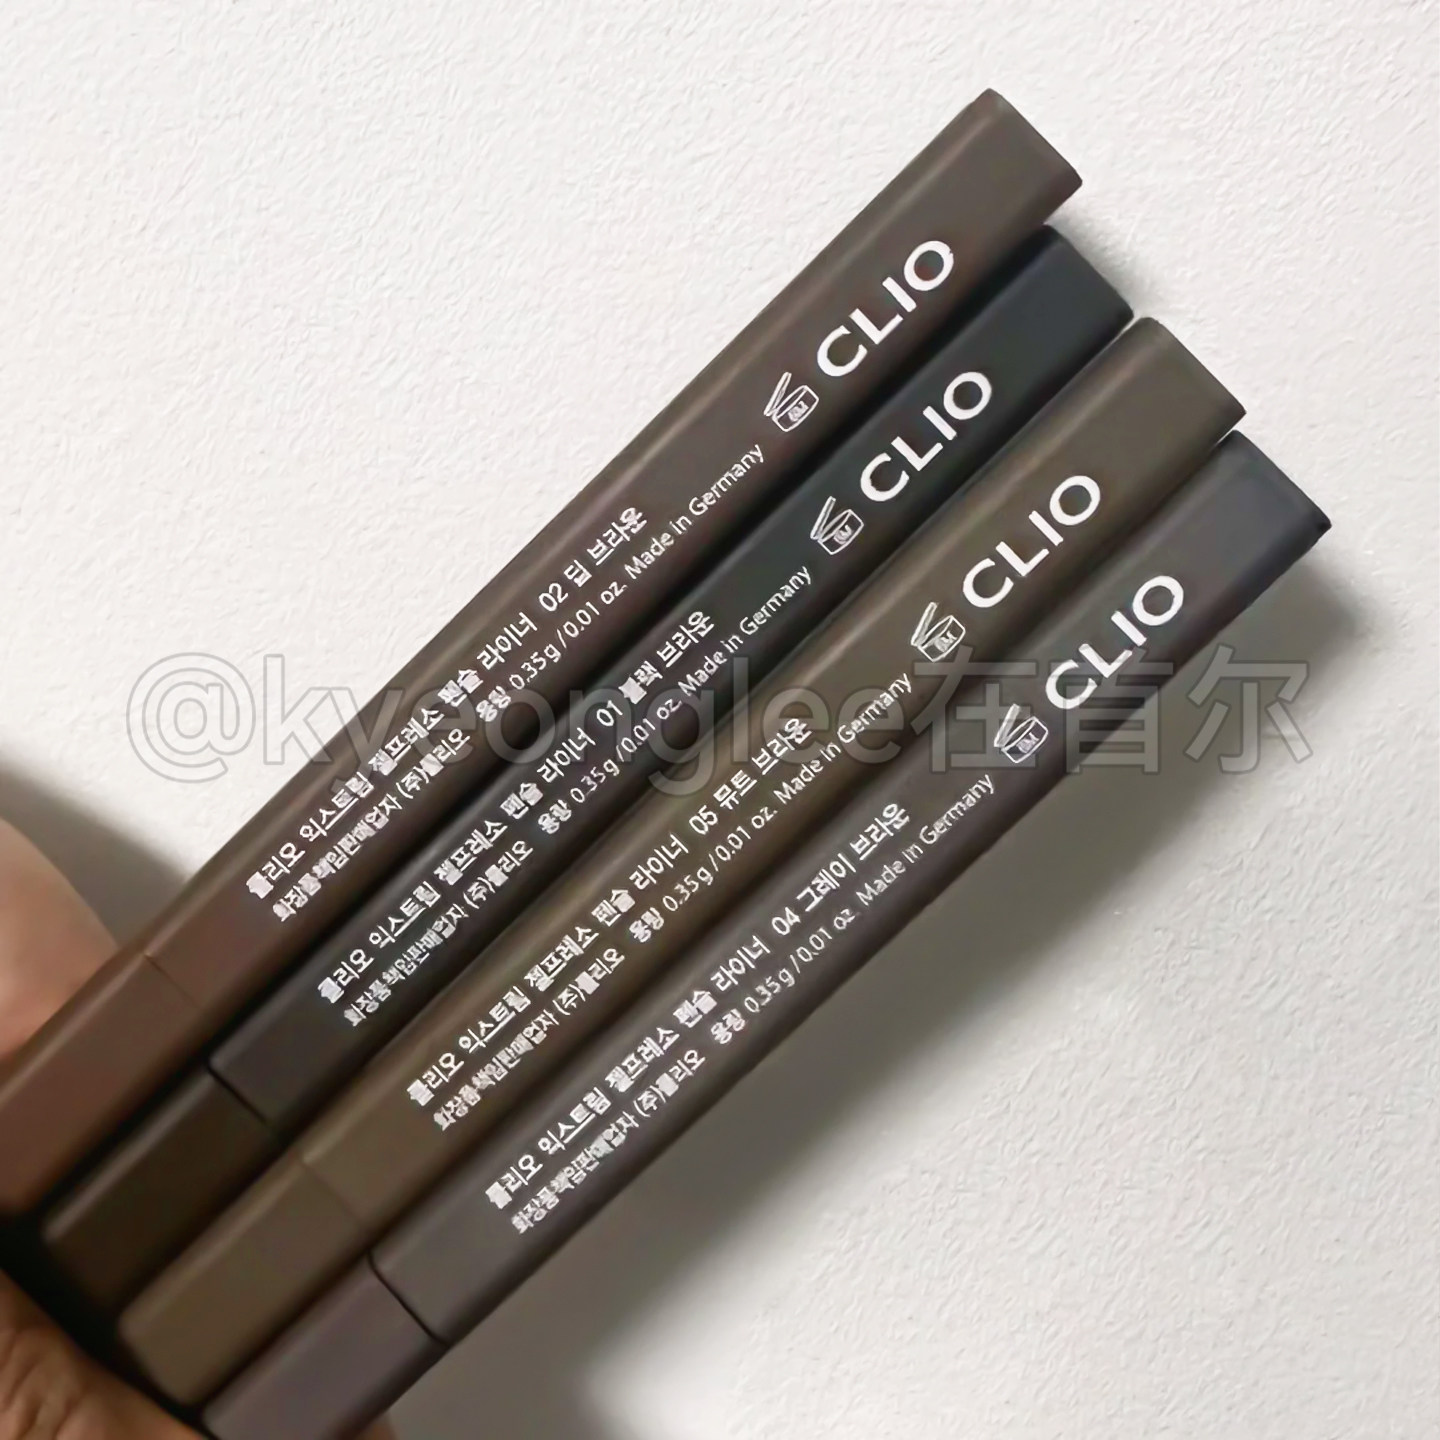 CLIO
6M
클리오 익스트림 젤프레소 펜슬 라이너 02 딥 브라운
화장품책임판매업자 (주)클리오 용량 0.35g/0.01 oz. Made in Germany
CLIO
6M
클리오 익스트림 젤프레소 펜슬 라이너 01 블랙 브라운
화장품책임판매업자 (주)클리오 용량 0.35g/0.01 oz. Made in Germany
CLIO
6M
클리오 익스트림 젤프레소 펜슬 라이너 05 뮤트 브라운
화장품책임판매업자 (주)클리오 용량 0.35g/0.01 oz. Made in Germany
CLIO
6M
클리오 익스트림 젤프레소 펜슬 라이너 04 그레이 브라운
화장품책임판매업자 (주)클리오 용량 0.35g/0.01 oz. Made in Germany
@kyeonglee在首尔